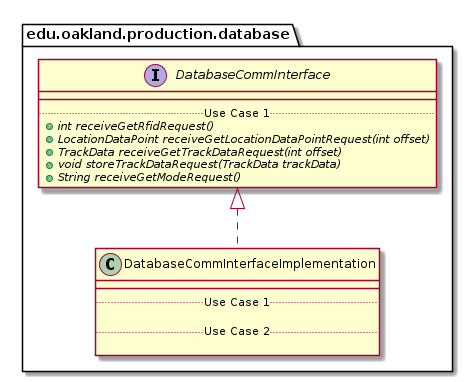 edu.oakland.production.database
I DatabaseCommInterface
Use Case 1
int receiveGetRfidRequest()
LocationDataPoint receiveGetLocationDataPointRequest(int offset)
TrackData receiveGetTrackDataRequest(int offset)
void storeTrackDataRequest(TrackData trackData)
String receiveGetModeRequest()
C DatabaseCommInterfaceImplementation
Use Case 1
Use Case 2